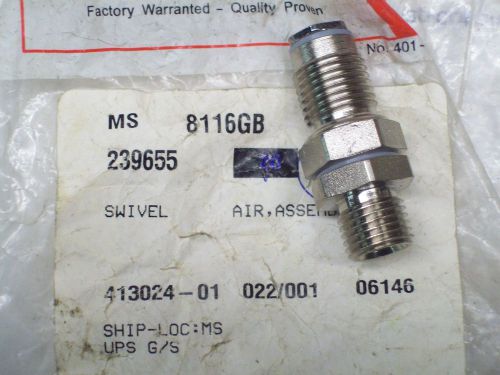 Factory Warranted - Quality Proven
No. 401-
MS 8116GB
239655
SWIVEL AIR, ASSEMB
413024-01 022/001 06146
SHIP-LOC:MS
UPS G/S